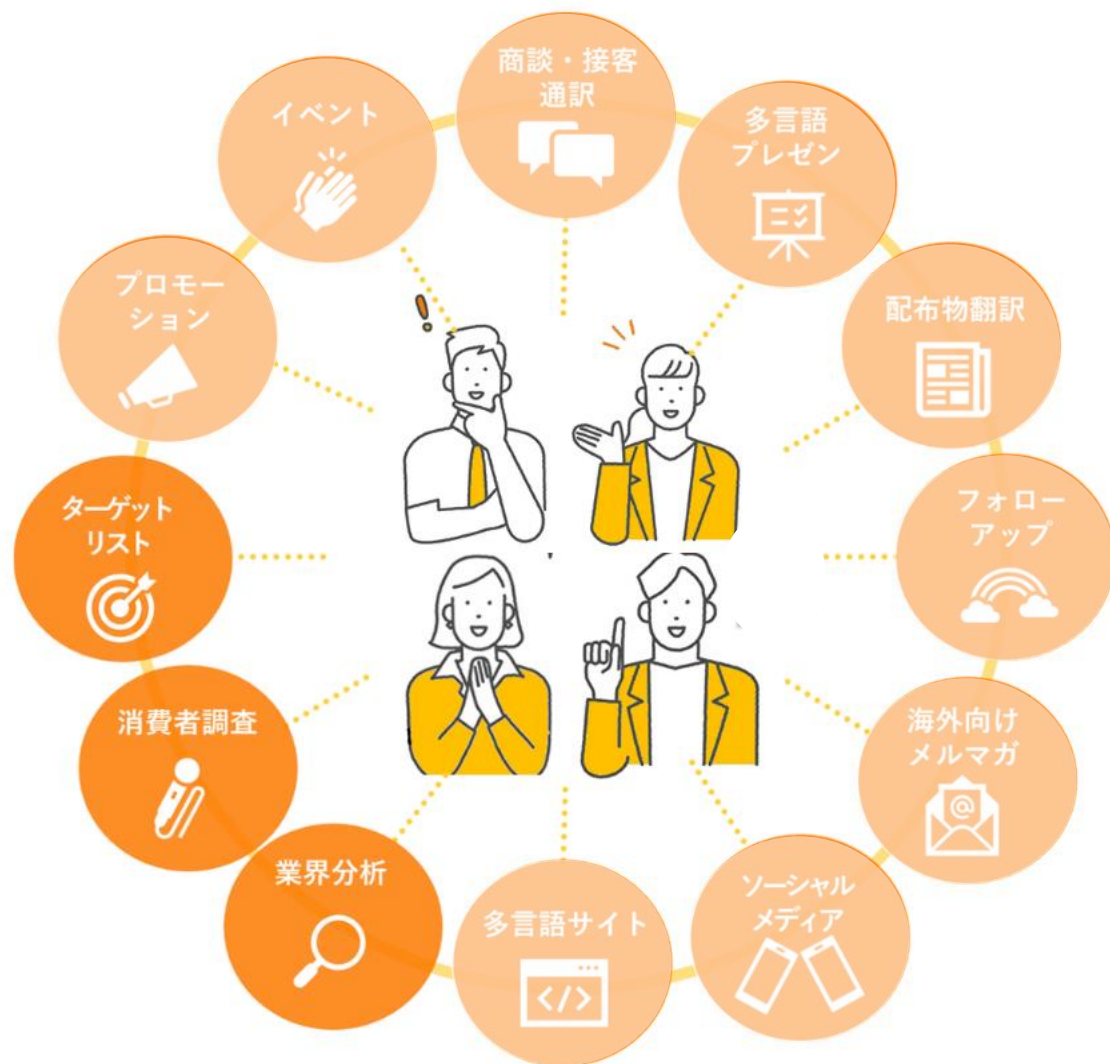 商談・接客
通訳
多言語
プレゼン
配布物翻訳
フォロー
アップ
海外向け
メルマガ
ソーシャル
メディア
多言語サイト
</>
業界分析
消費者調査
ターゲット
リスト
プロモー
ション
イベント
@
!